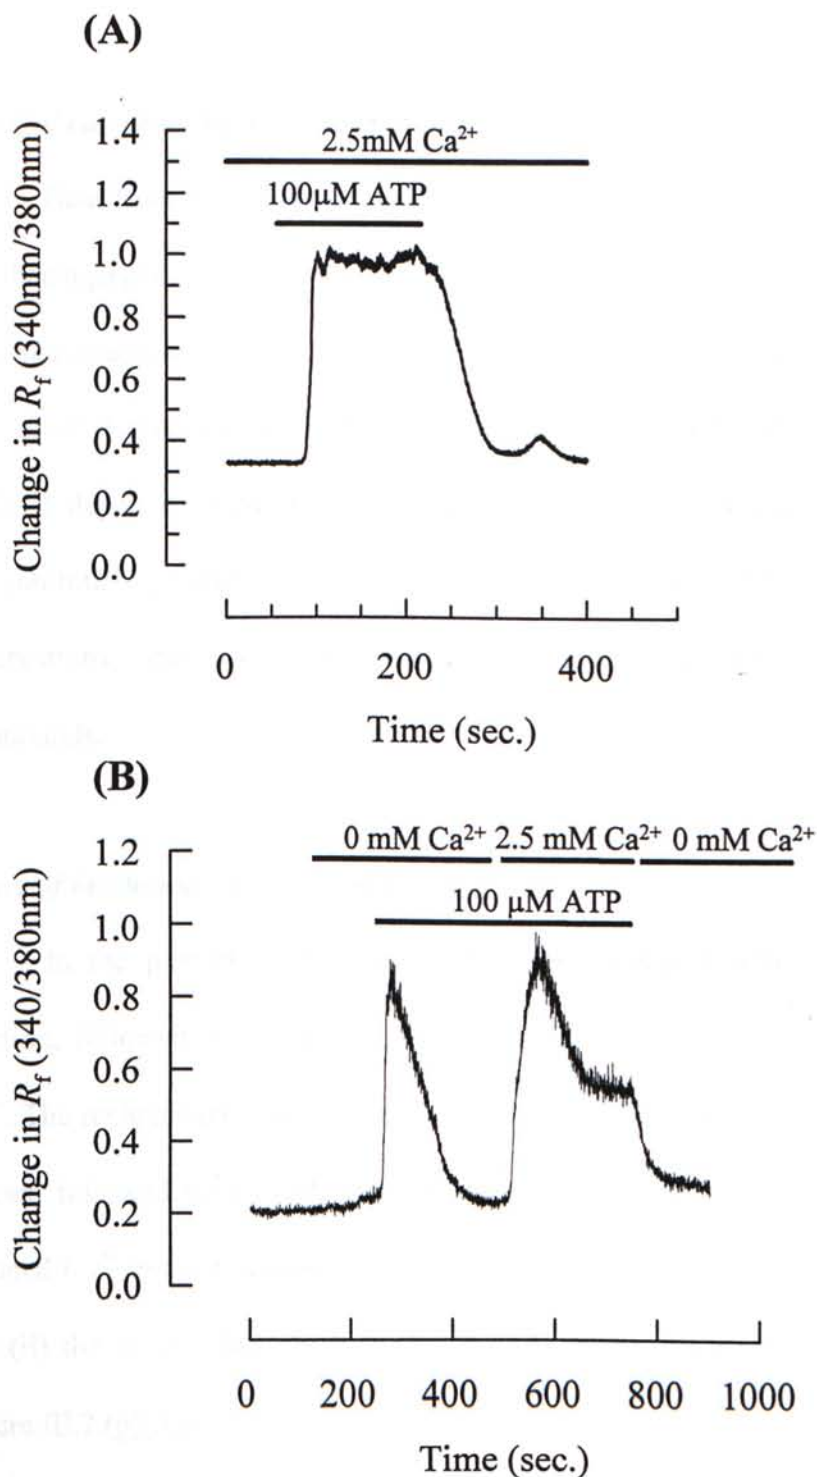 (A)
Change in Rf (340nm/380nm)
1.4
1.2
1.0
0.8
0.6
0.4
0.2
0.0
2.5mM Ca²⁺
100μM ATP
0 200 400
Time (sec.)
(B)
Change in Rf (340/380nm)
1.2
1.0
0.8
0.6
0.4
0.2
0.0
0 mM Ca²⁺ 2.5 mM Ca²⁺ 0 mM Ca²⁺
100 μM ATP
0 200 400 600 800 1000
Time (sec.)